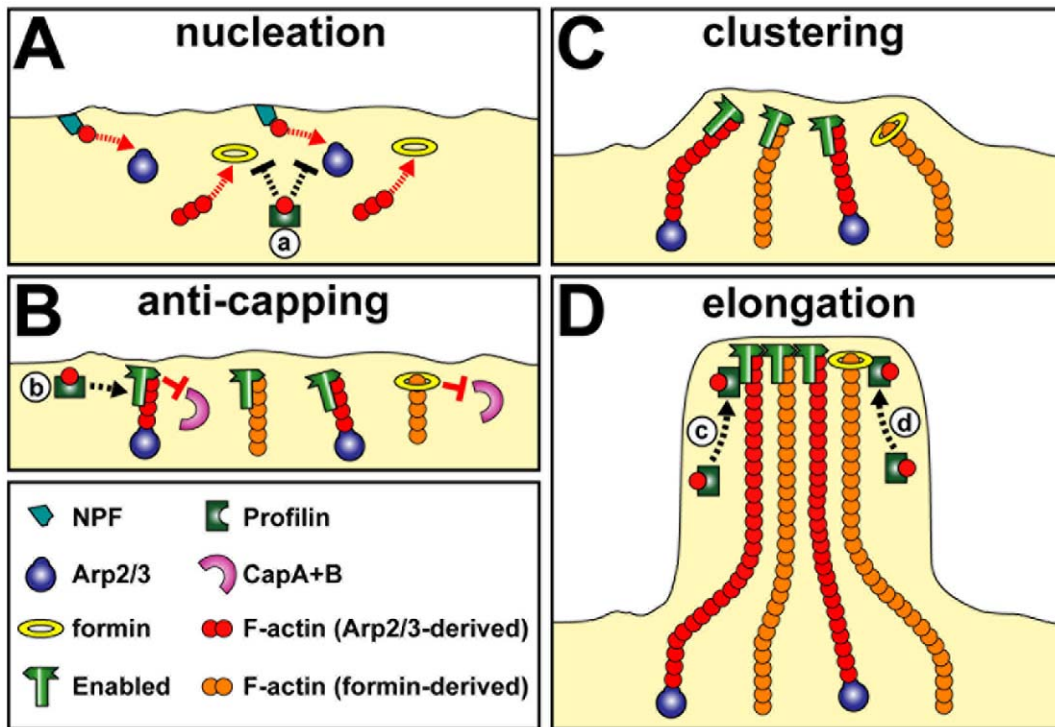 A nucleation
a
B anti-capping
b
NPF
Profilin
Arp2/3
CapA+B
formin
F-actin (Arp2/3-derived)
Enabled
F-actin (formin-derived)
C clustering
D elongation
c
d